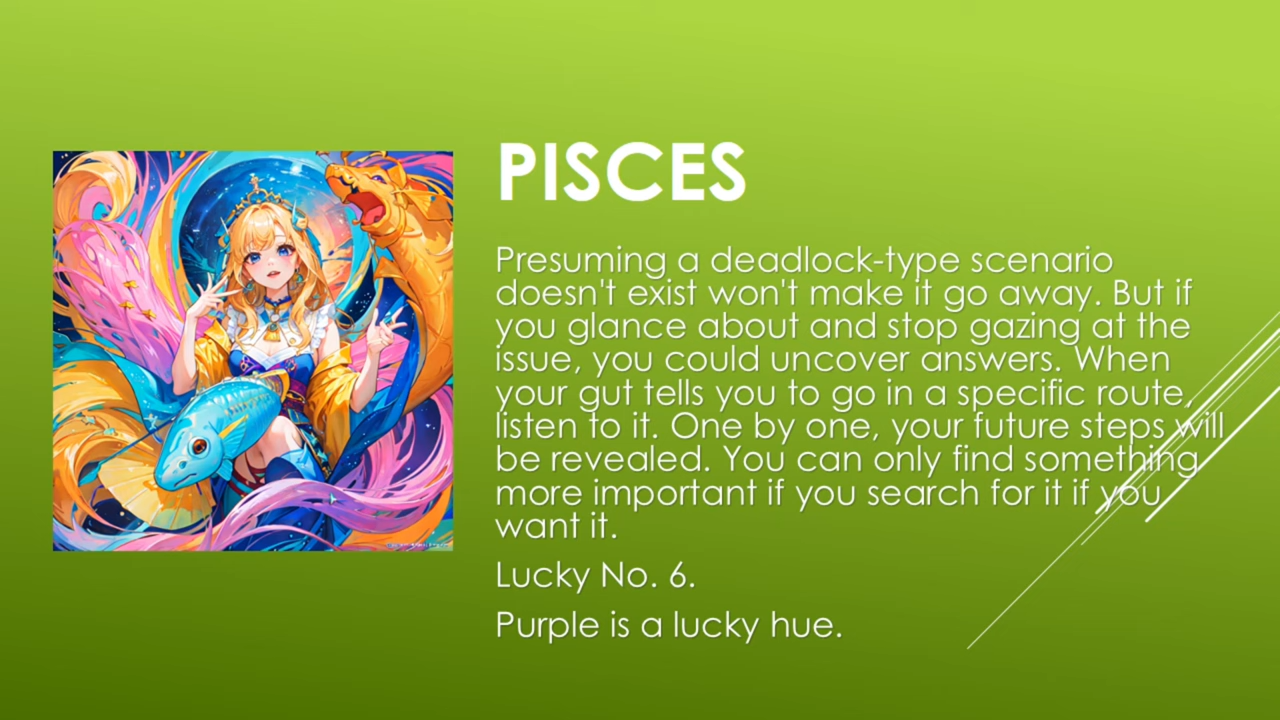 PISCES
Presuming a deadlock-type scenario
doesn't exist won't make it go away. But if
you glance about and stop gazing at the
issue, you could uncover answers. When
your gut tells you to go in a specific route,
listen to it. One by one, your future steps will
be revealed. You can only find something
more important if you search for it if you
want it.
Lucky No. 6.
Purple is a lucky hue.